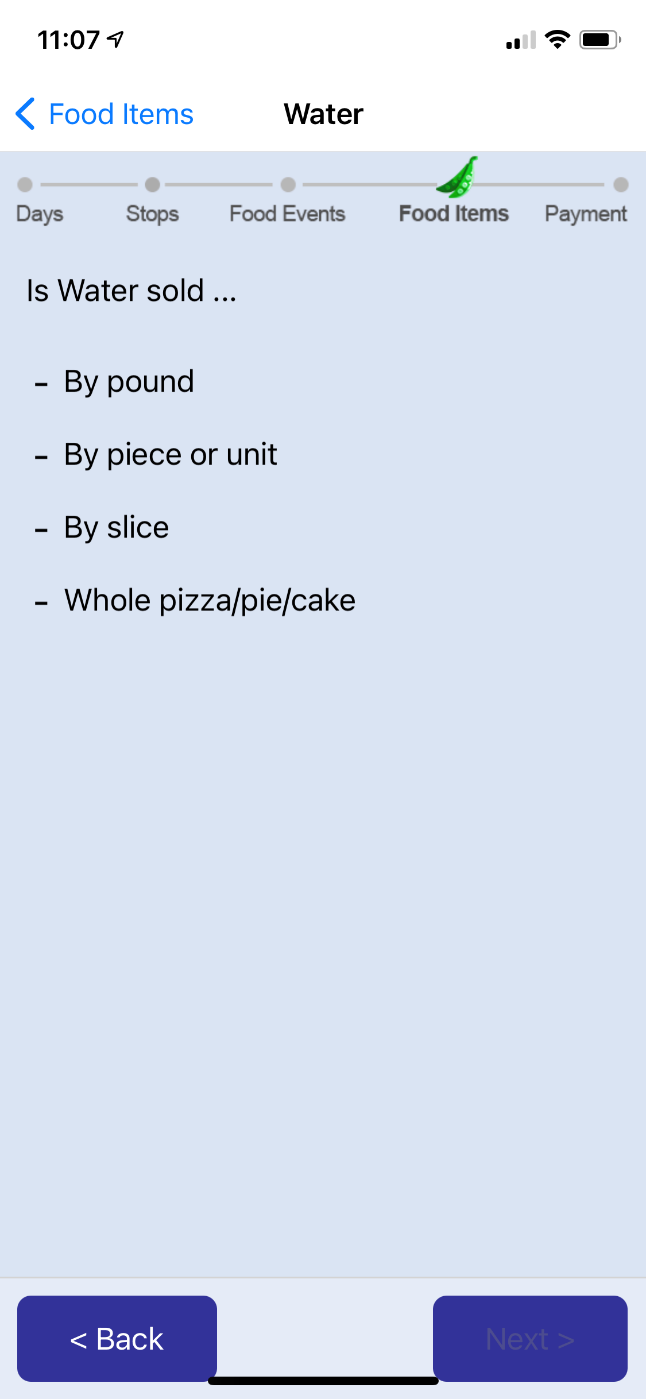 11:07
Food Items Water
Days Stops Food Events Food Items Payment
Is Water sold ...
- By pound
- By piece or unit
- By slice
- Whole pizza/pie/cake
< Back Next >